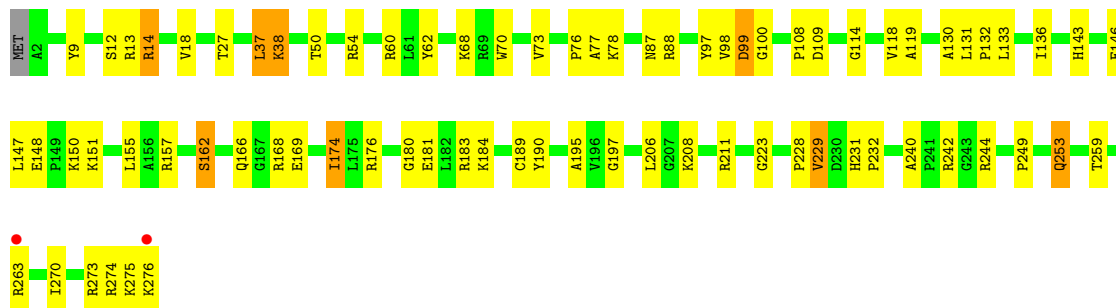 MET A2 Y9 S12 R13 R14 V18 T27 L37 K38 T50 R54 R60 L61 Y62 K68 R69 W70 V73 P76 A77 K78 N87 R88 Y97 V98 D99 G100 P108 D109 G114 V118 A119 A130 L131 P132 L133 I136 H143 E146
L147 E148 P149 K150 K151 L155 A156 R157 S162 Q166 G167 R168 E169 I174 L175 R176 G180 E181 L182 R183 K184 C189 Y190 A195 V196 G197 L206 G207 K208 R211 G223 P228 V229 D230 H231 P232 A240 P241 R242 G243 R244 P249 Q253 T259
R263 I270 R273 R274 K275 K276